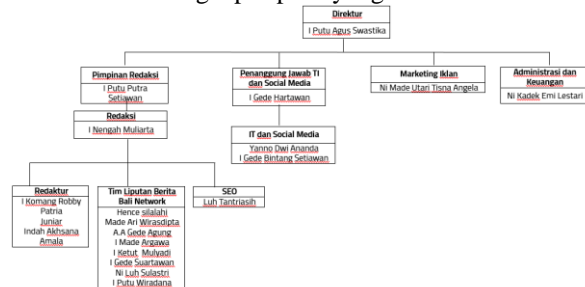 Direktur
I Putu Agus Swastika
Pimpinan Redaksi
I Putu Putra
Setiawan
Penanggung Jawab TI
dan Social Media
I Gede Hartawan
Marketing Iklan
Ni Made Utari Tisna Angela
Administrasi dan
Keuangan
Ni Kadek Emi Lestari
Redaksi
I Nengah Muliarta
IT dan Social Media
Yanno Dwi Ananda
I Gede Bintang Setiawan
Redaktur
I Komang Robby
Patria
Juniar
Indah Akhsana
Amala
Tim Liputan Berita
Bali Network
Hence silalahi
Made Ari Wirasdipta
A.A Gede Agung
I Made Argawa
I Ketut Mulyadi
I Gede Suartawan
Ni Luh Sulastri
I Putu Wiradana
SEO
Luh Tantriasih